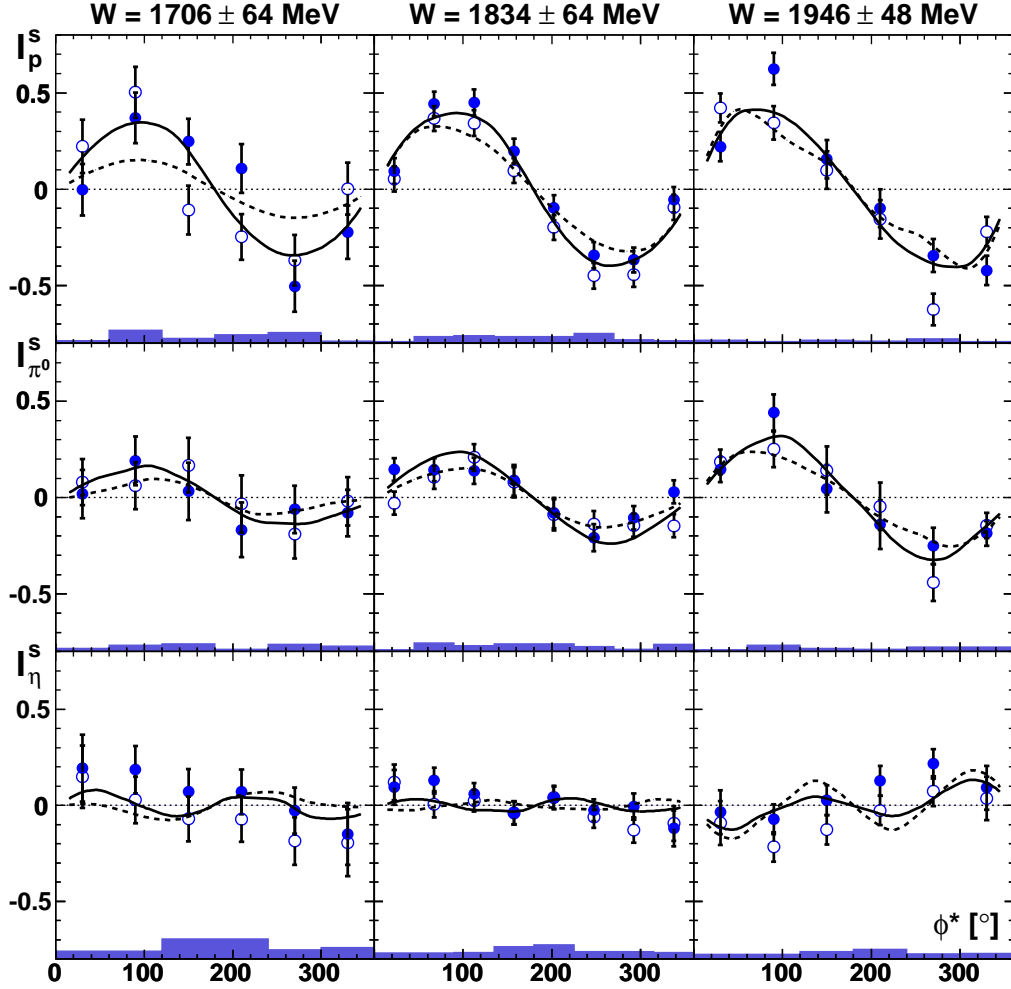 W = 1706 ± 64 MeV W = 1834 ± 64 MeV W = 1946 ± 48 MeV
I^s_p
0.5
0
-0.5
I^s_π⁰
0.5
0
-0.5
I^s_η
0.5
0
-0.5
ϕ* [°]
0 100 200 300 100 200 300 100 200 300